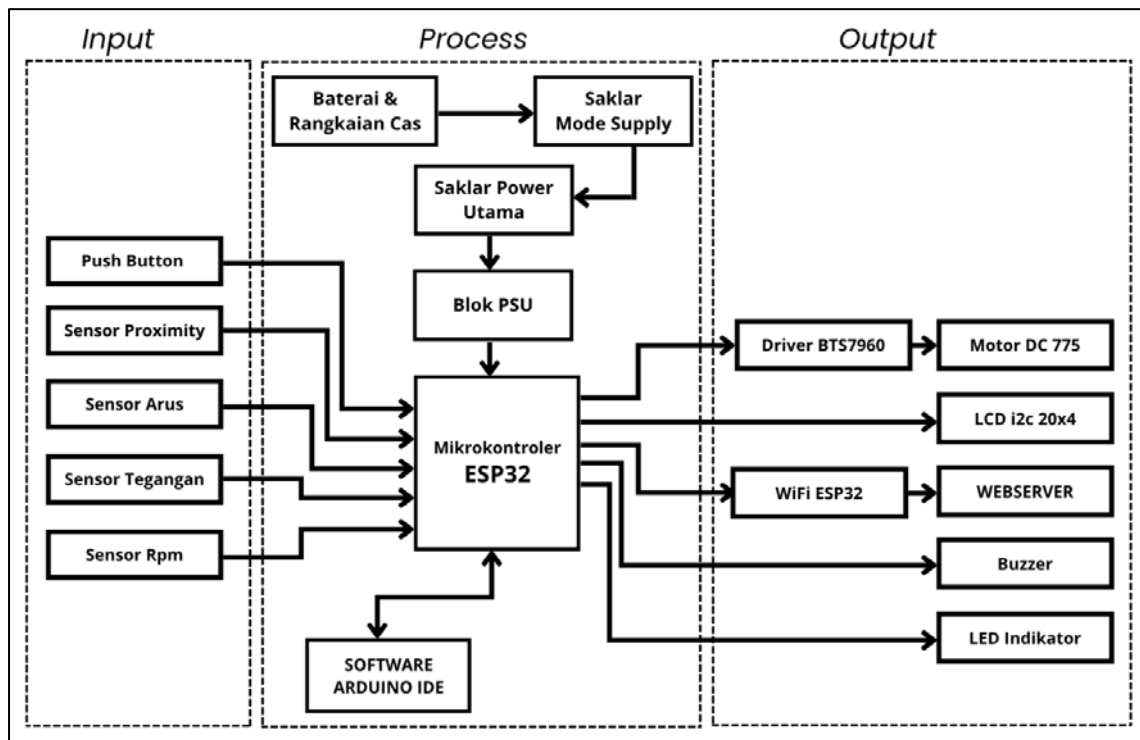 Input
Process
Output
Baterai &
Rangkaian Cas
Saklar
Mode Supply
Saklar Power
Utama
Push Button
Blok PSU
Sensor Proximity
Driver BTS7960
Motor DC 775
Sensor Arus
LCD i2c 20x4
Mikrokontroler
ESP32
Sensor Tegangan
WiFi ESP32
WEBSERVER
Sensor Rpm
Buzzer
SOFTWARE
ARDUINO IDE
LED Indikator